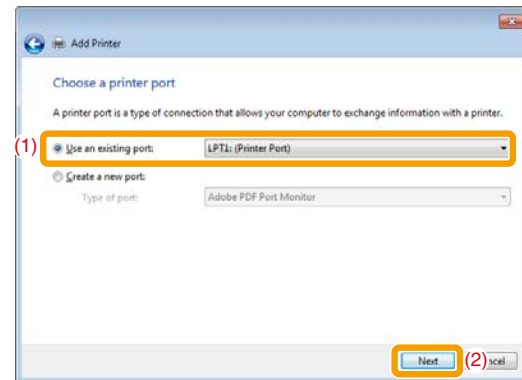 Add Printer
Choose a printer port
A printer port is a type of connection that allows your computer to exchange information with a printer.
(1) Use an existing port: LPT1: (Printer Port)
Create a new port:
Type of port: Adobe PDF Port Monitor
Next (2)